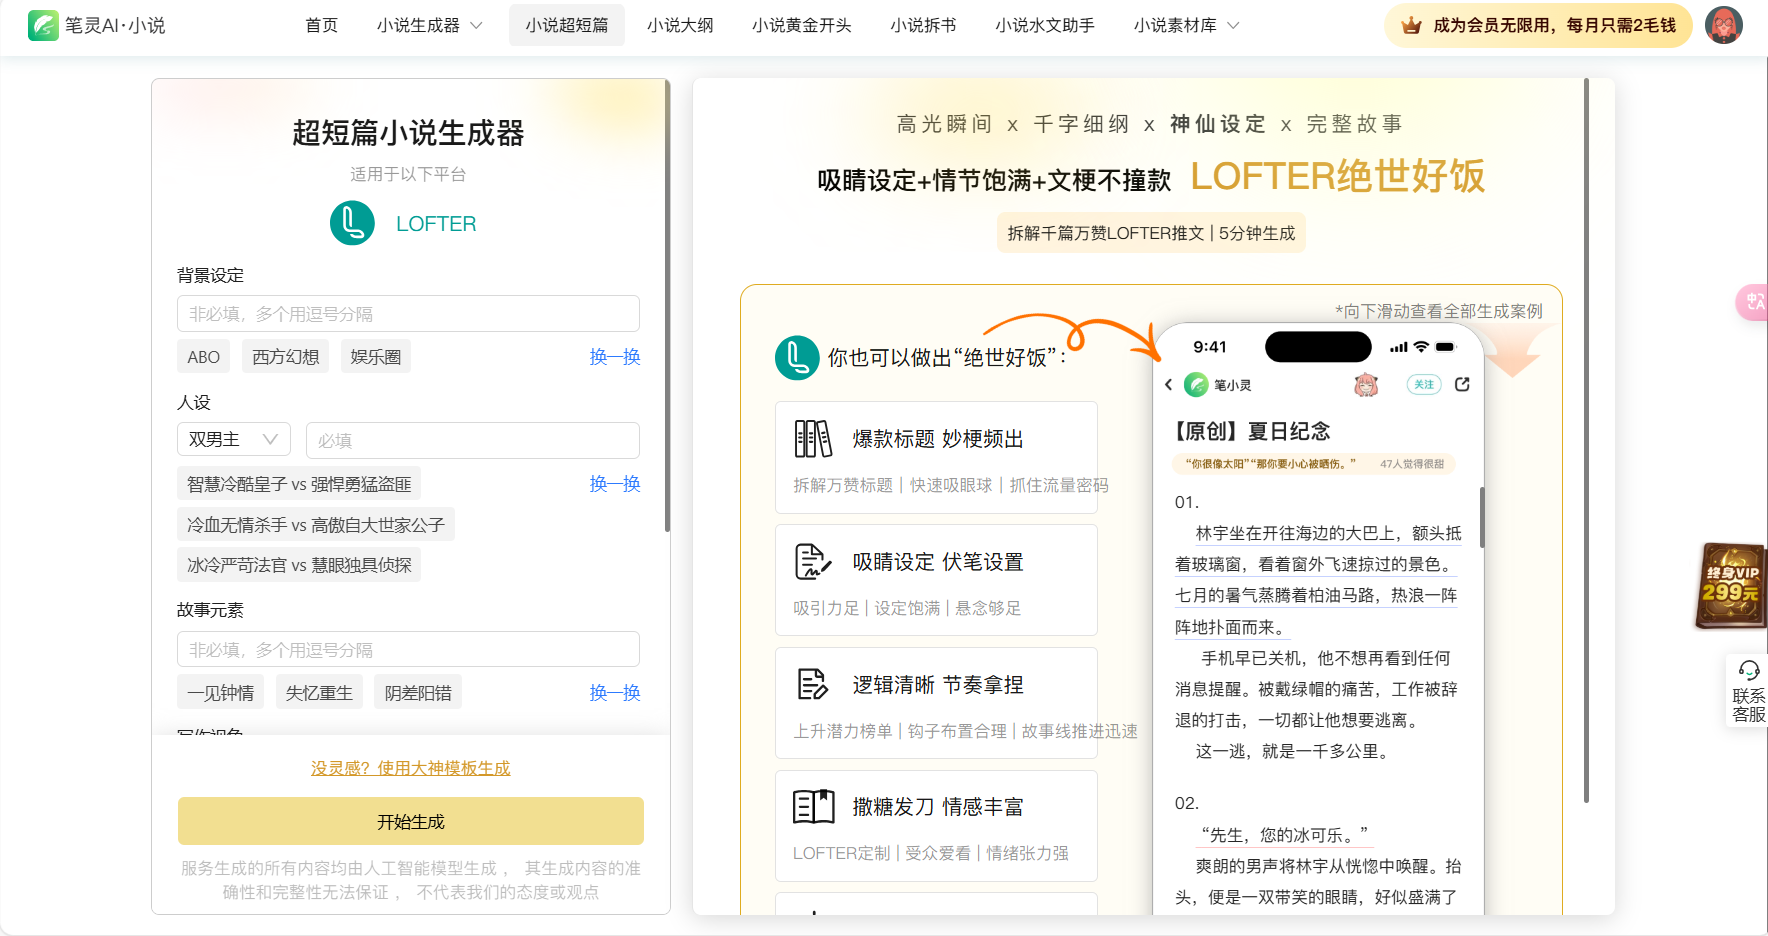 笔灵AI·小说
首页
小说生成器
小说超短篇
小说大纲
小说黄金开头
小说拆书
小说水文助手
小说素材库
成为会员无限用，每月只需2毛钱
超短篇小说生成器
适用于以下平台
LOFTER
背景设定
非必填，多个用逗号分隔
ABO
西方幻想
娱乐圈
换一换
人设
双男主
必填
智慧冷酷皇子 vs 强悍勇猛盗匪
换一换
冷血无情杀手 vs 高傲自大世家公子
冰冷严苛法官 vs 慧眼独具侦探
故事元素
非必填，多个用逗号分隔
一见钟情
失忆重生
阴差阳错
换一换
写作视角
没灵感？使用大神模板生成
开始生成
服务生成的所有内容均由人工智能模型生成， 其生成内容的准
确性和完整性无法保证， 不代表我们的态度或观点
高光瞬间 x 千字细纲 x 神仙设定 x 完整故事
吸睛设定+情节饱满+文梗不撞款 LOFTER绝世好饭
拆解千篇万赞LOFTER推文 | 5分钟生成
*向下滑动查看全部生成案例
你也可以做出“绝世好饭”：
爆款标题 妙梗频出
拆解万赞标题 | 快速吸眼球 | 抓住流量密码
吸睛设定 伏笔设置
吸引力足 | 设定饱满 | 悬念够足
逻辑清晰 节奏拿捏
上升潜力榜单 | 钩子布置合理 | 故事线推进迅速
撒糖发刀 情感丰富
LOFTER定制 | 受众爱看 | 情绪张力强
9:41
笔小灵
关注
【原创】夏日纪念
“你很像太阳”“那你要小心被晒伤。”
47人觉得很甜
01.
林宇坐在开往海边的大巴上，额头抵
着玻璃窗，看着窗外飞速掠过的景色。
七月的暑气蒸腾着柏油马路，热浪一阵
阵地扑面而来。
手机早已关机，他不想再看到任何
消息提醒。被戴绿帽的痛苦，工作被辞
退的打击，一切都让他想要逃离。
这一逃，就是一千多公里。
02.
“先生，您的冰可乐。”
爽朗的男声将林宇从恍惚中唤醒。抬
头，便是一双带笑的眼睛，好似盛满了
终身VIP
299元
联系
客服